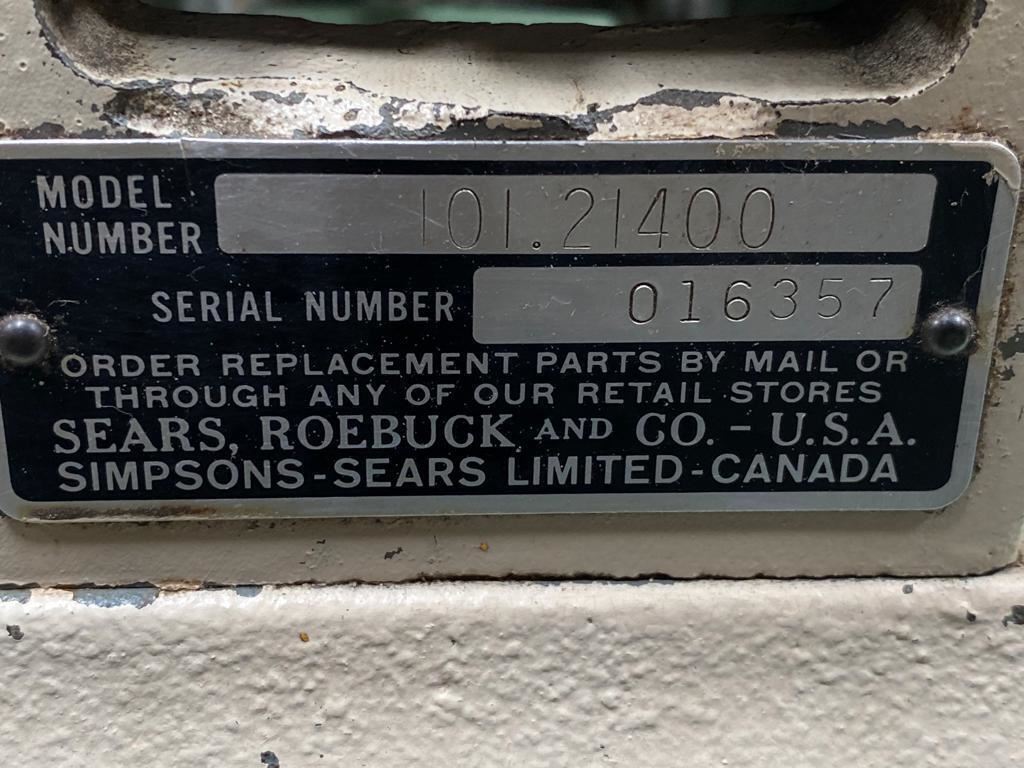 MODEL NUMBER 101.21400
SERIAL NUMBER 016357
ORDER REPLACEMENT PARTS BY MAIL OR
THROUGH ANY OF OUR RETAIL STORES
SEARS, ROEBUCK AND CO. - U.S.A.
SIMPSONS-SEARS LIMITED-CANADA